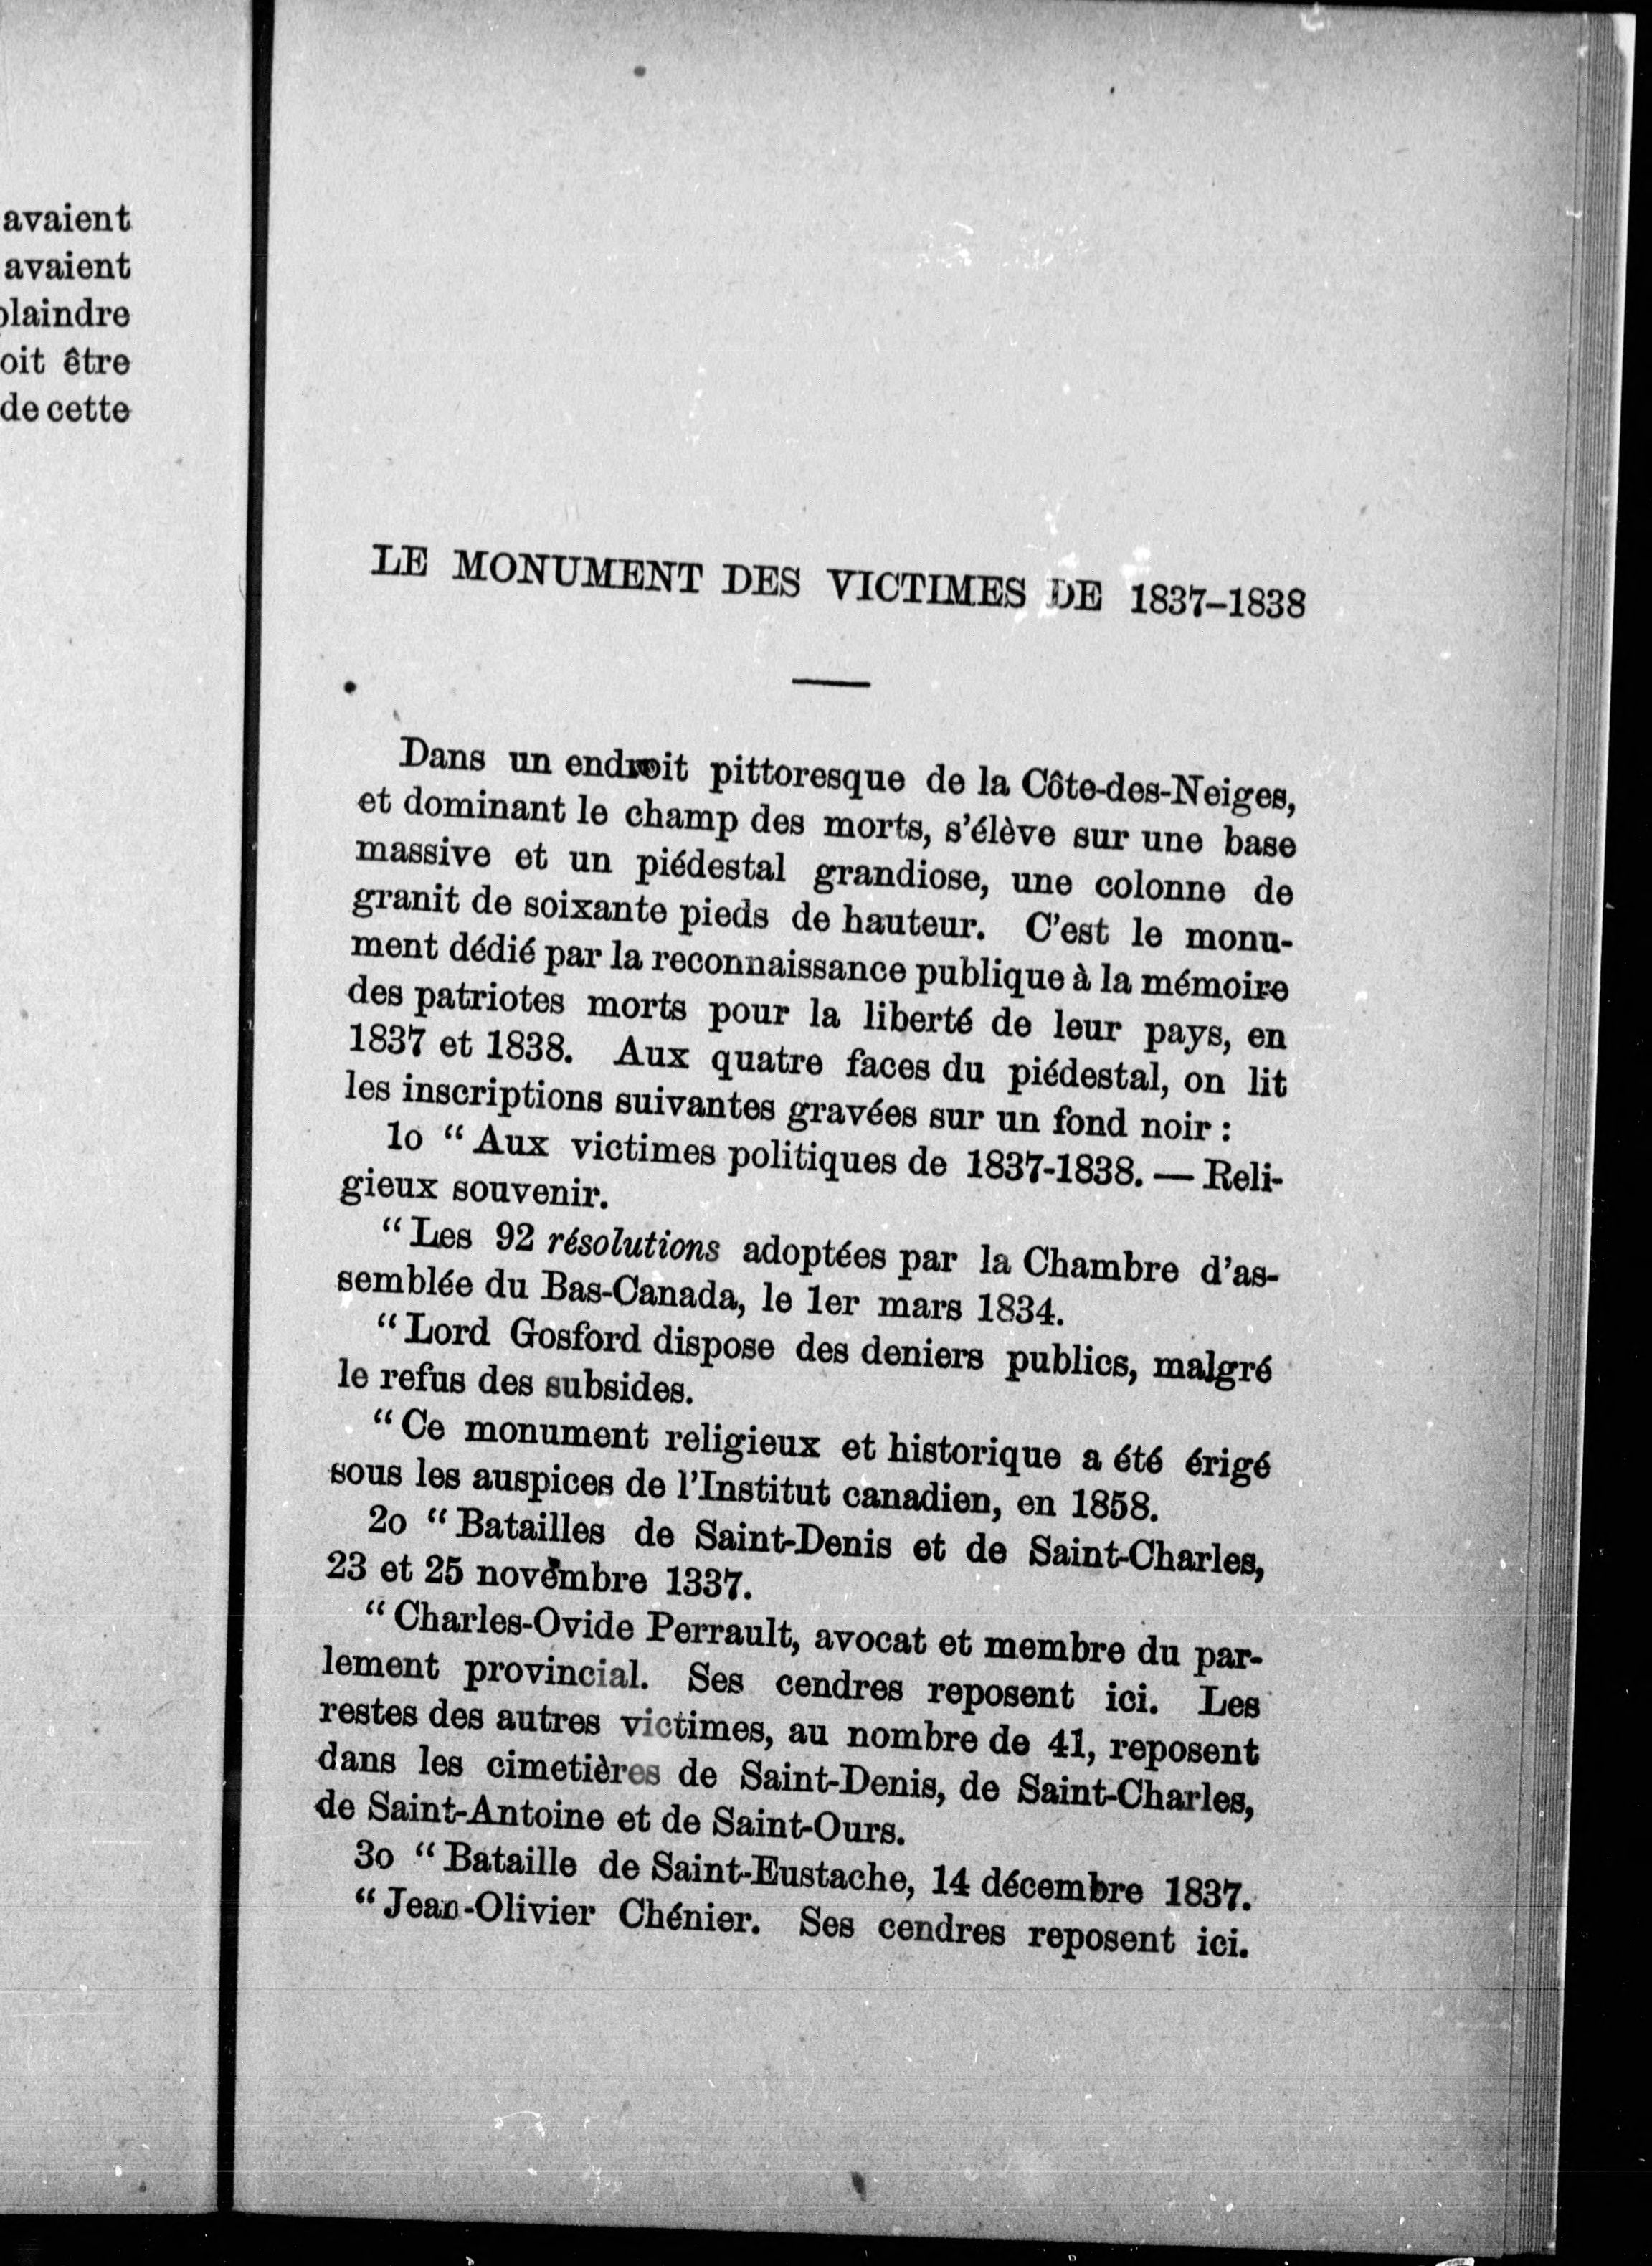 avaient
avaient
plaindre
oit être
de cette
LE MONUMENT DES VICTIMES DE 1837-1838
Dans un endroit pittoresque de la Côte-des-Neiges,
et dominant le champ des morts, s'élève sur une base
massive et un piédestal grandiose, une colonne de
granit de soixante pieds de hauteur. C'est le monu-
ment dédié par la reconnaissance publique à la mémoire
des patriotes morts pour la liberté de leur pays, en
1837 et 1838. Aux quatre faces du piédestal, on lit
les inscriptions suivantes gravées sur un fond noir :
1o “ Aux victimes politiques de 1837-1838. — Reli-
gieux souvenir.
“ Les 92 résolutions adoptées par la Chambre d'as-
semblée du Bas-Canada, le 1er mars 1834.
“ Lord Gosford dispose des deniers publics, malgré
le refus des subsides.
“ Ce monument religieux et historique a été érigé
sous les auspices de l'Institut canadien, en 1858.
2o “ Batailles de Saint-Denis et de Saint-Charles,
23 et 25 novembre 1337.
“ Charles-Ovide Perrault, avocat et membre du par-
lement provincial. Ses cendres reposent ici. Les
restes des autres victimes, au nombre de 41, reposent
dans les cimetières de Saint-Denis, de Saint-Charles,
de Saint-Antoine et de Saint-Ours.
3o “ Bataille de Saint-Eustache, 14 décembre 1837.
“ Jean-Olivier Chénier. Ses cendres reposent ici.